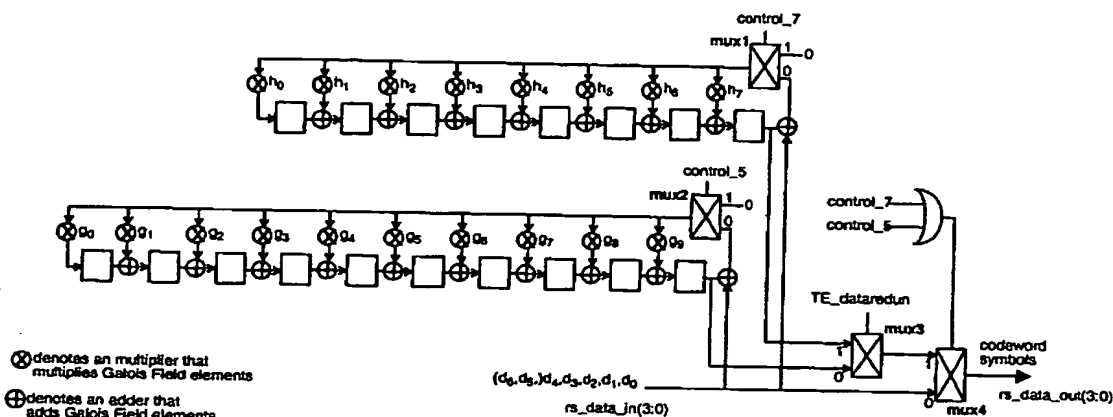 control_7
mux1
1
0
0
h0
h1
h2
h3
h4
h5
h6
h7
control_5
mux2
1
0
0
g0
g1
g2
g3
g4
g5
g6
g7
g8
g9
control_7
control_5
TE_dataredun
mux3
1
0
codeword
symbols
1
0
mux4
rs_data_out(3:0)
(d6,d5,)d4,d3,d2,d1,d0
rs_data_in(3:0)
denotes an multiplier that
multiplies Galois Field elements
denotes an adder that
adds Galois Field elements